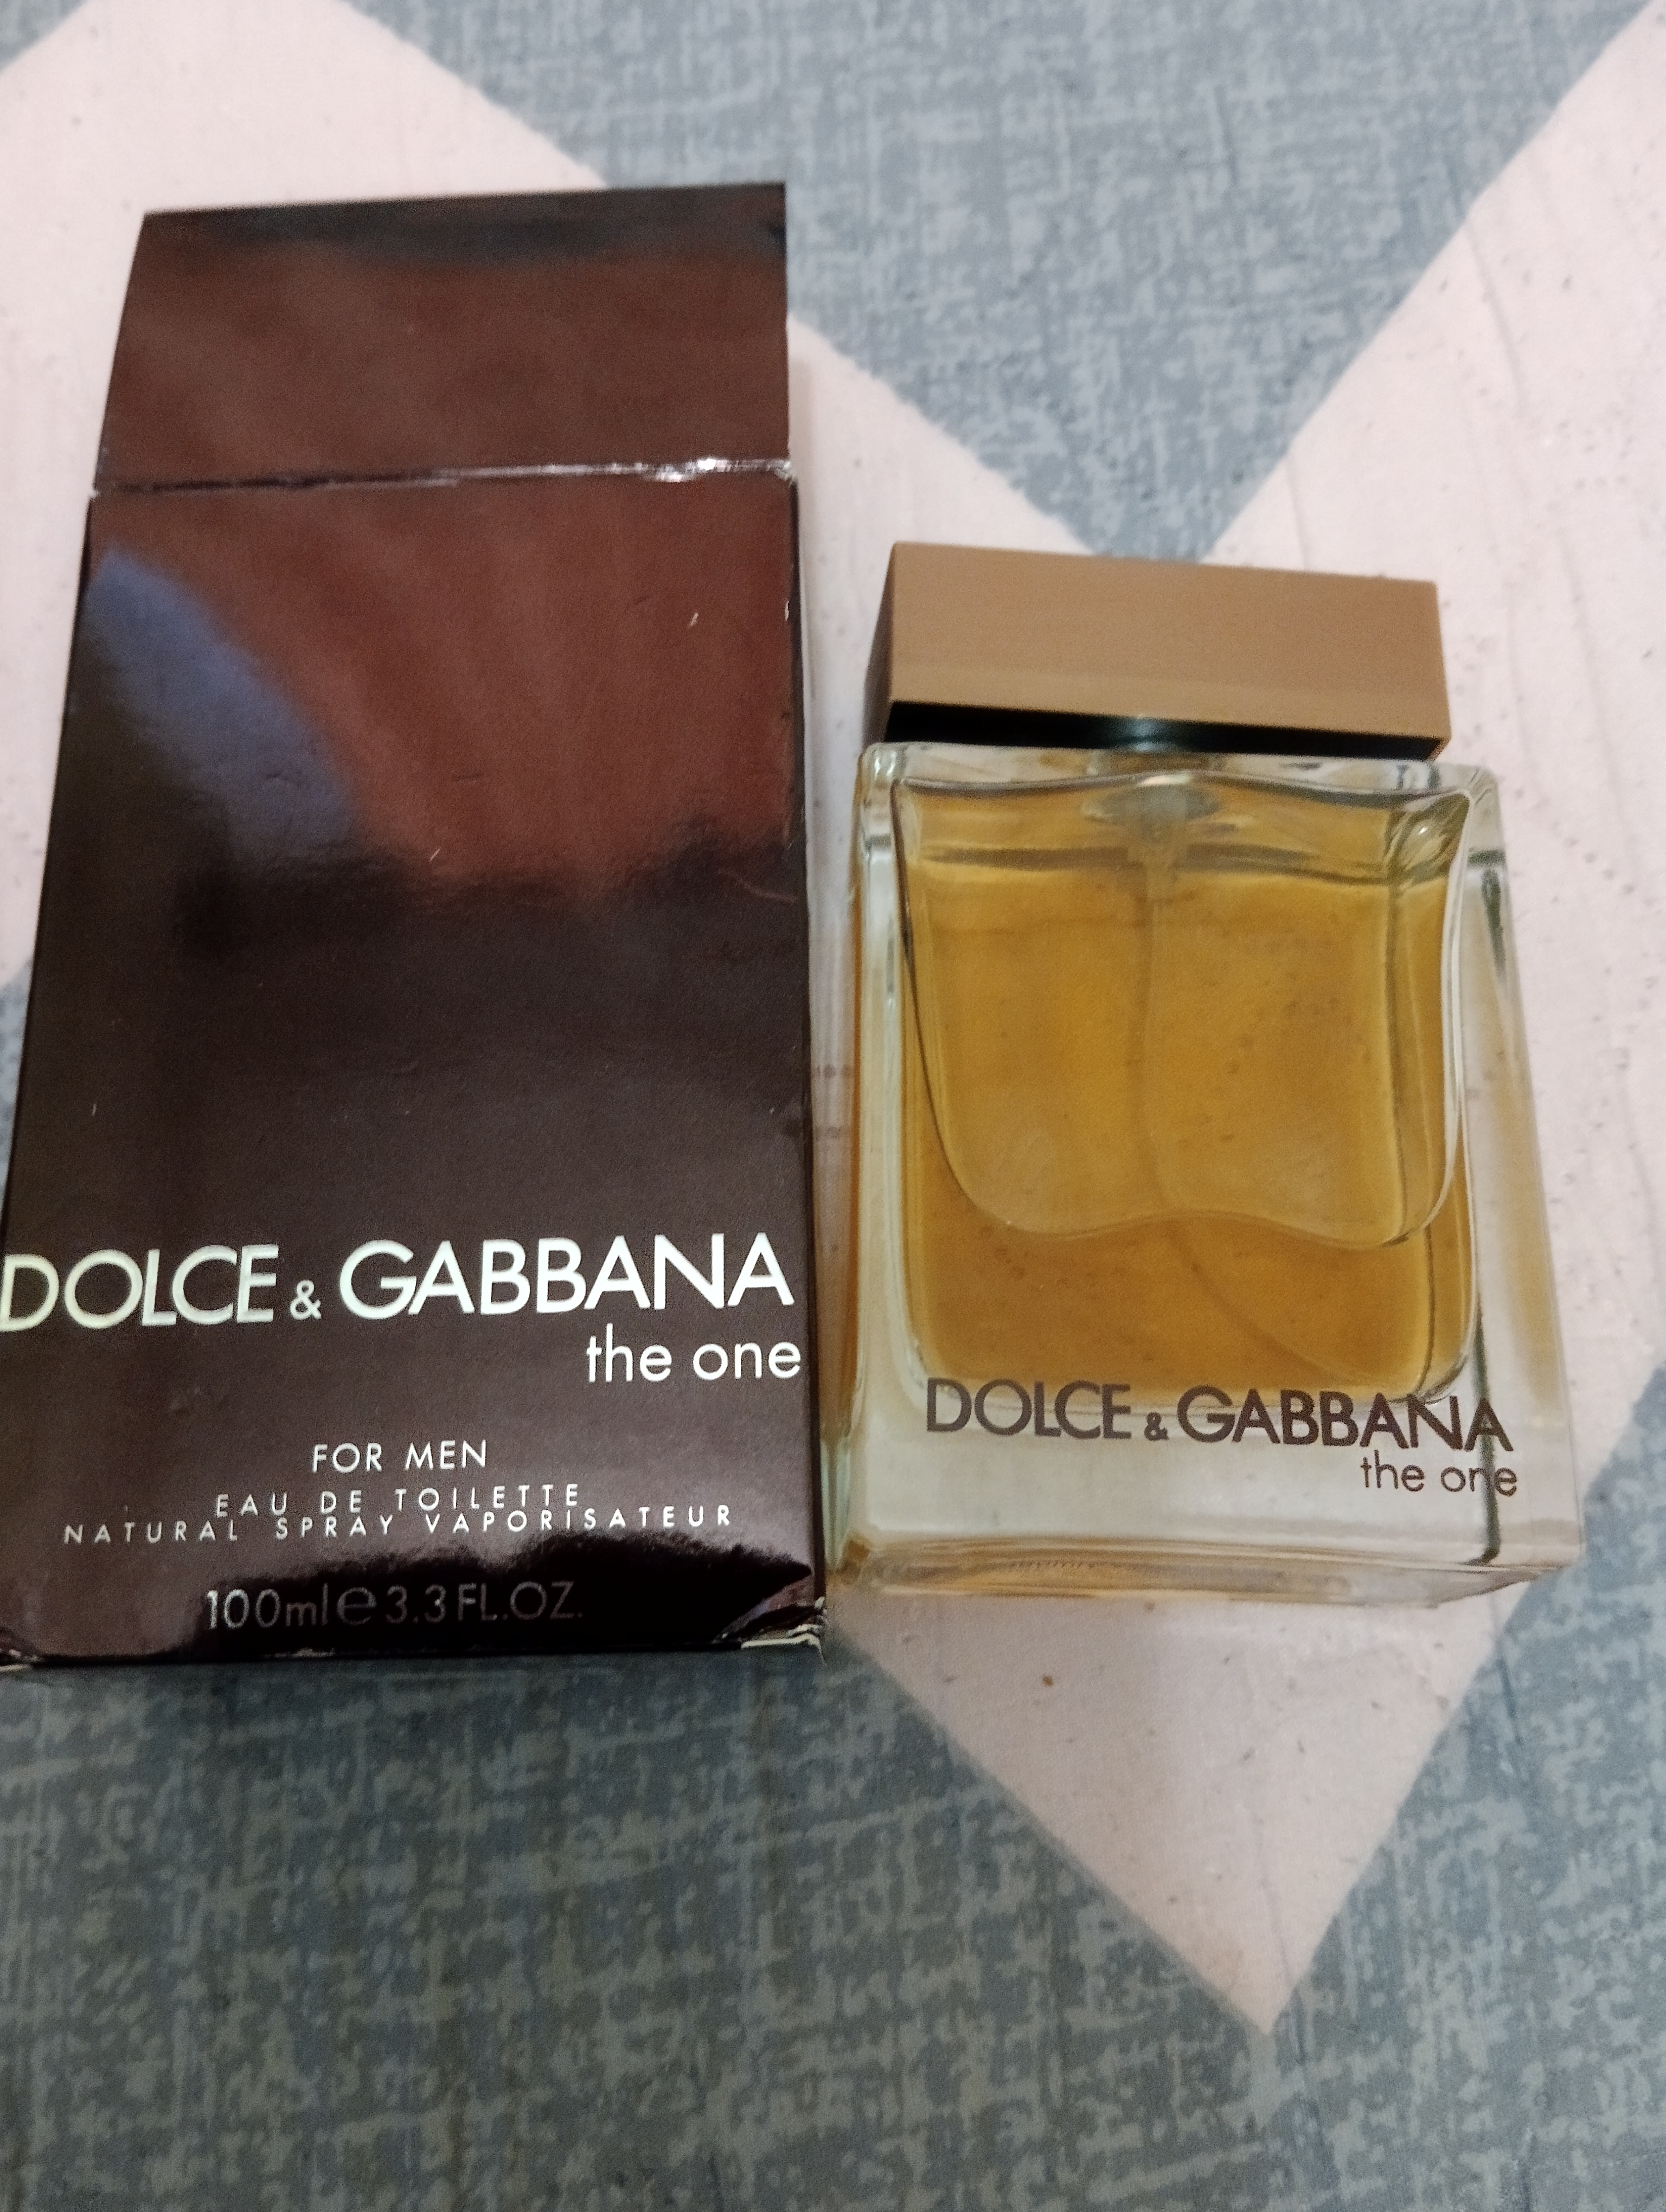 DOLCE & GABBANA
the one
FOR MEN
EAU DE TOILETTE
NATURAL SPRAY VAPORISATEUR
100ml e 3.3 FL.OZ.
DOLCE & GABBANA
the one